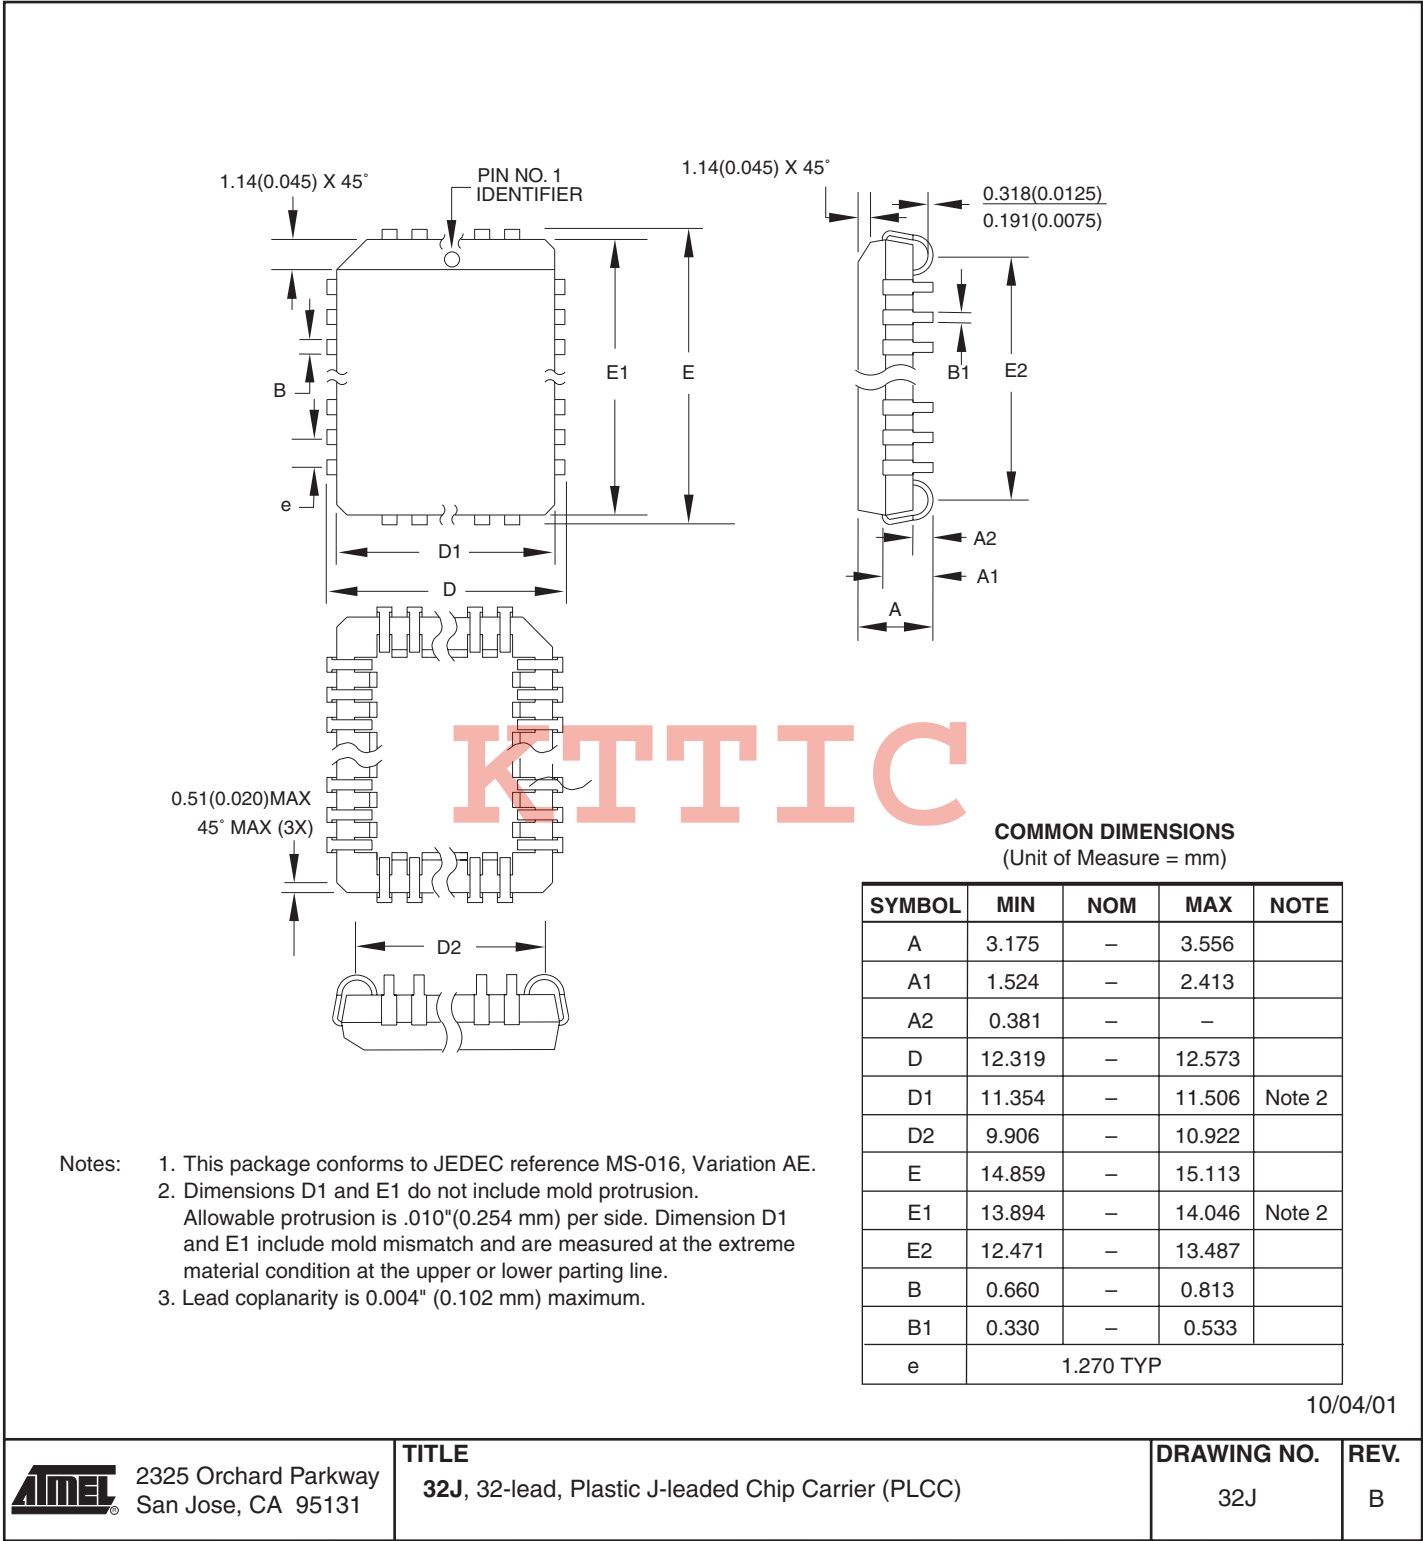 1.14(0.045) X 45˚
PIN NO. 1
IDENTIFIER
1.14(0.045) X 45˚
0.318(0.0125)
0.191(0.0075)
B
e
E1
E
B1
E2
D1
D
A2
A1
A
0.51(0.020)MAX
45˚ MAX (3X)
D2
KTTIC
COMMON DIMENSIONS
(Unit of Measure = mm)
SYMBOL MIN NOM MAX NOTE
A 3.175 – 3.556
A1 1.524 – 2.413
A2 0.381 – –
D 12.319 – 12.573
D1 11.354 – 11.506 Note 2
D2 9.906 – 10.922
E 14.859 – 15.113
E1 13.894 – 14.046 Note 2
E2 12.471 – 13.487
B 0.660 – 0.813
B1 0.330 – 0.533
e 1.270 TYP
Notes: 1. This package conforms to JEDEC reference MS-016, Variation AE.
2. Dimensions D1 and E1 do not include mold protrusion.
Allowable protrusion is .010"(0.254 mm) per side. Dimension D1
and E1 include mold mismatch and are measured at the extreme
material condition at the upper or lower parting line.
3. Lead coplanarity is 0.004" (0.102 mm) maximum.
10/04/01
ATMEL ®
2325 Orchard Parkway
San Jose, CA 95131
TITLE
32J, 32-lead, Plastic J-leaded Chip Carrier (PLCC)
DRAWING NO.
32J
REV.
B